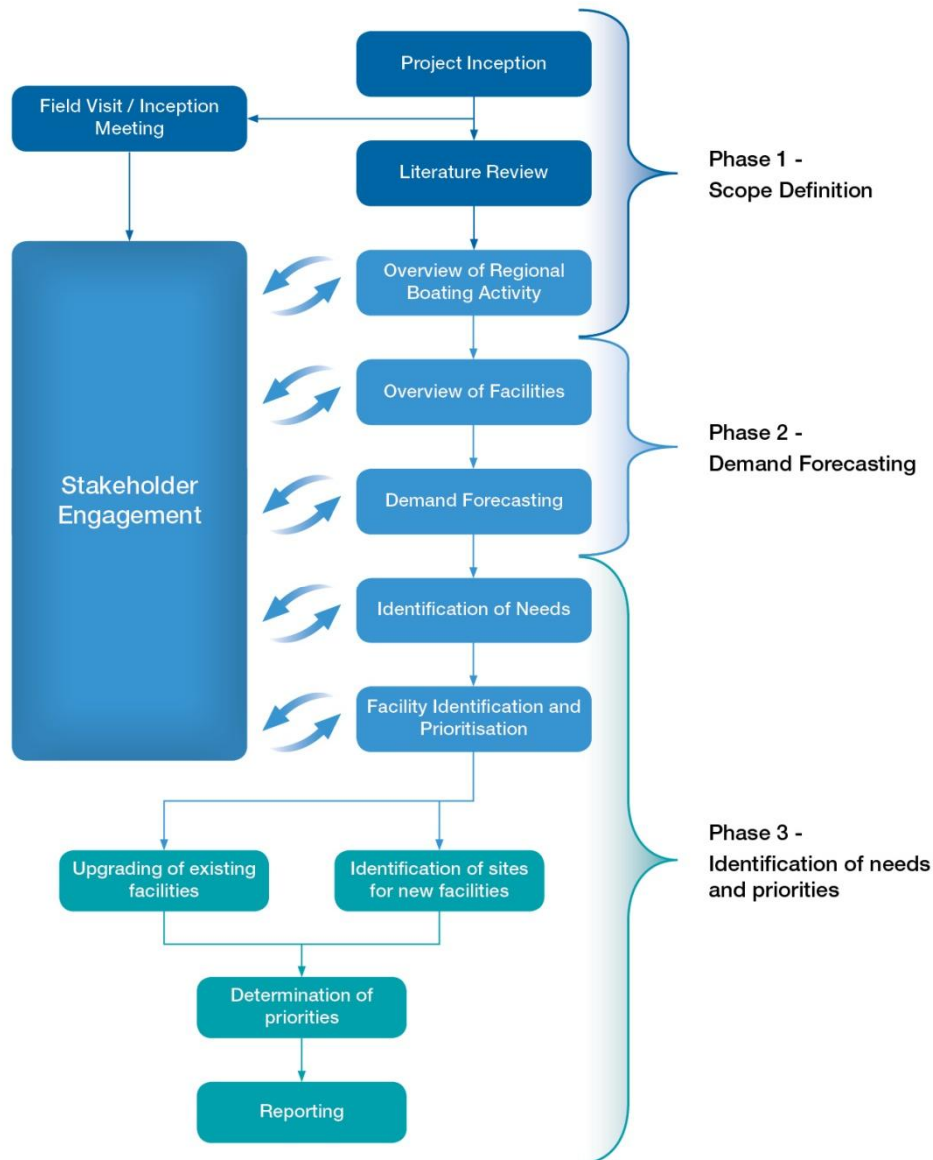 Project Inception
Field Visit / Inception
Meeting
Literature Review
Phase 1 -
Scope Definition
Overview of Regional
Boating Activity
Overview of Facilities
Phase 2 -
Demand Forecasting
Stakeholder
Engagement
Demand Forecasting
Identification of Needs
Facility Identification and
Prioritisation
Phase 3 -
Identification of needs
and priorities
Upgrading of existing
facilities
Identification of sites
for new facilities
Determination of
priorities
Reporting